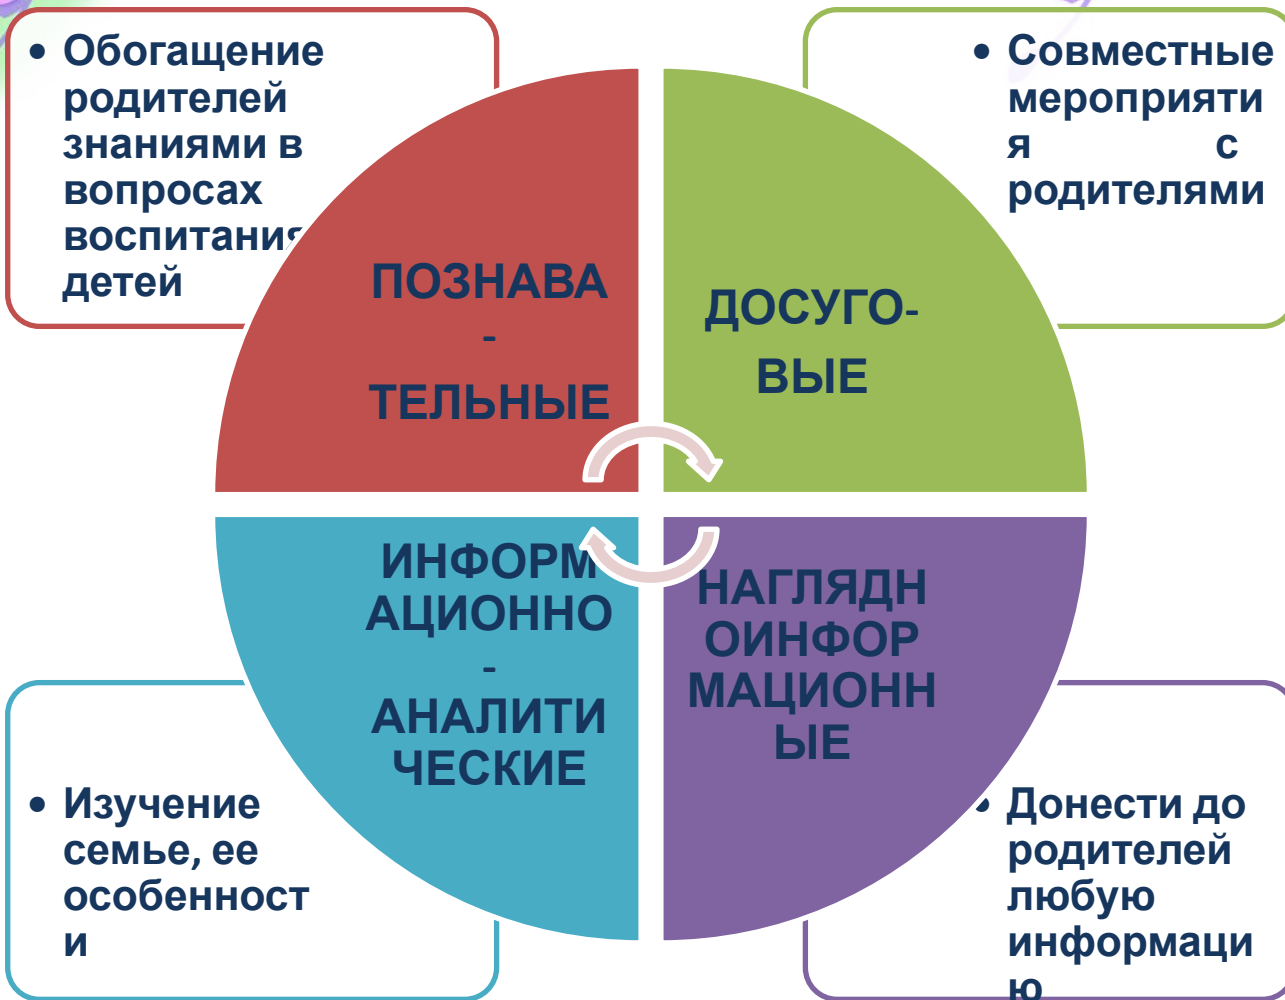 • Обогащение
родителей
знаниями в
вопросах
воспитания
детей
• Совместные
мероприяти
я с
родителями
ПОЗНАВА
-
ТЕЛЬНЫЕ
ДОСУГО-
ВЫЕ
ИНФОРМ
АЦИОННО
-
АНАЛИТИ
ЧЕСКИЕ
НАГЛЯДН
ОИНФОР
МАЦИОНН
ЫЕ
• Изучение
семье, ее
особенност
и
• Донести до
родителей
любую
информаци
ю